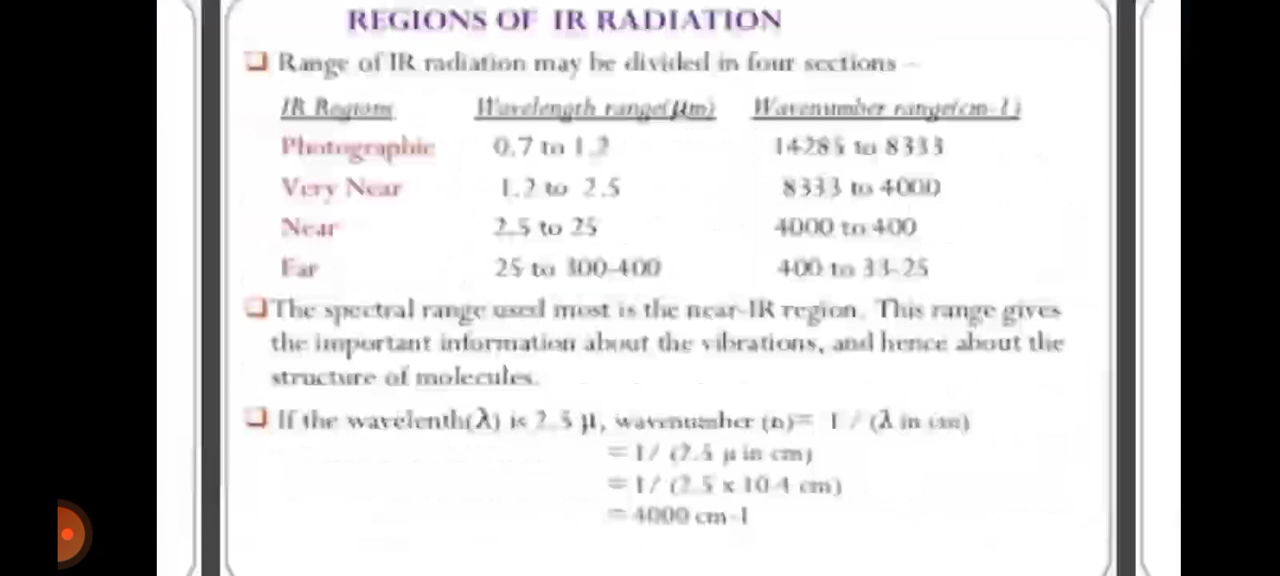 REGIONS OF IR RADIATION
❑ Range of IR radiation may be divided in four sections –
IR Regions Wavelength range(μm) Wavenumber range(cm-1)
Photographic 0.7 to 1.2 14285 to 8333
Very Near 1.2 to 2.5 8333 to 4000
Near 2.5 to 25 4000 to 400
Far 25 to 300-400 400 to 33-25
❑ The spectral range used most is the near-IR region. This range gives
the important information about the vibrations, and hence about the
structure of molecules.
❑ If the wavelenth(λ) is 2.5 μ, wavenumber (n)= 1 / (λ in cm)
= 1/ (2.5 μ in cm)
= 1/ (2.5 x 10-4 cm)
= 4000 cm-1